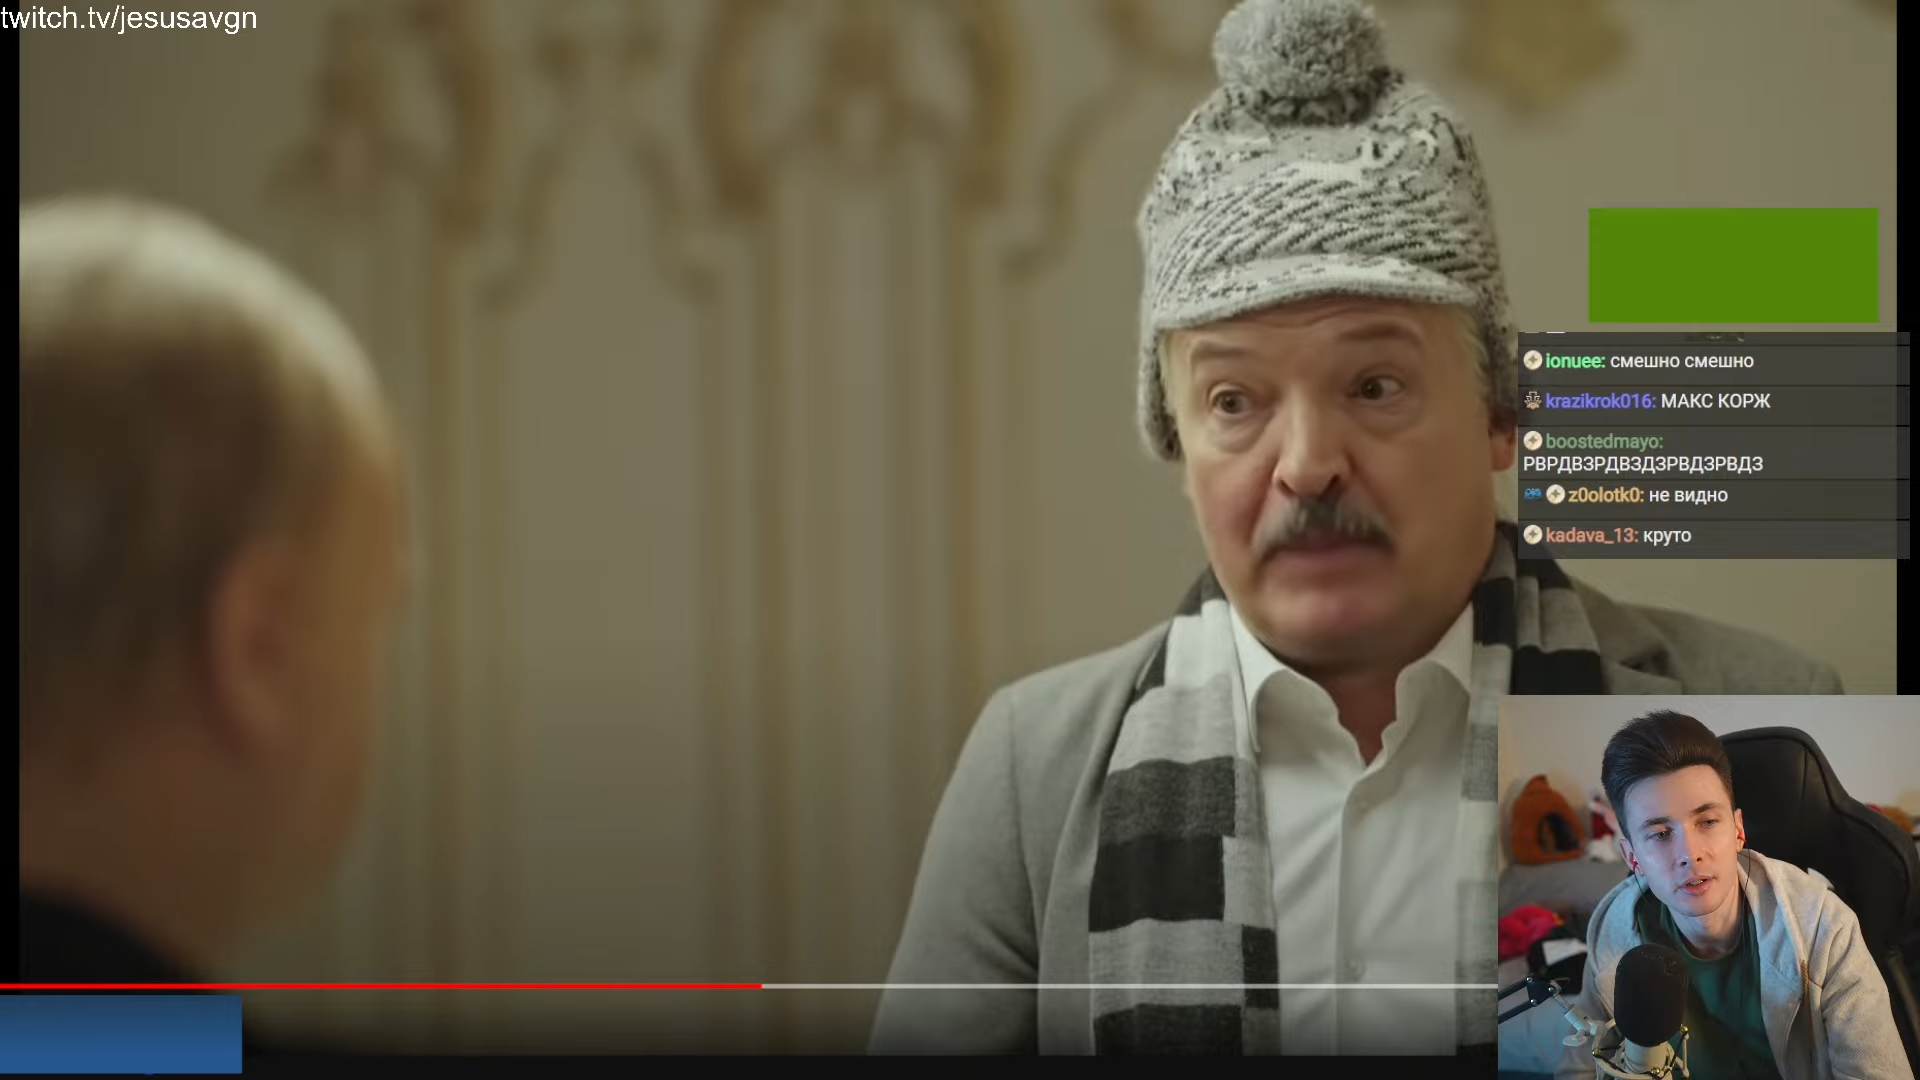 twitch.tv/jesusavgn
ionuee: смешно смешно
krazikrok016: МАКС КОРЖ
boostedmayo:
РВРДВЗРДВЗДЗРВДЗРВДЗ
z0olotk0: не видно
kadava_13: круто